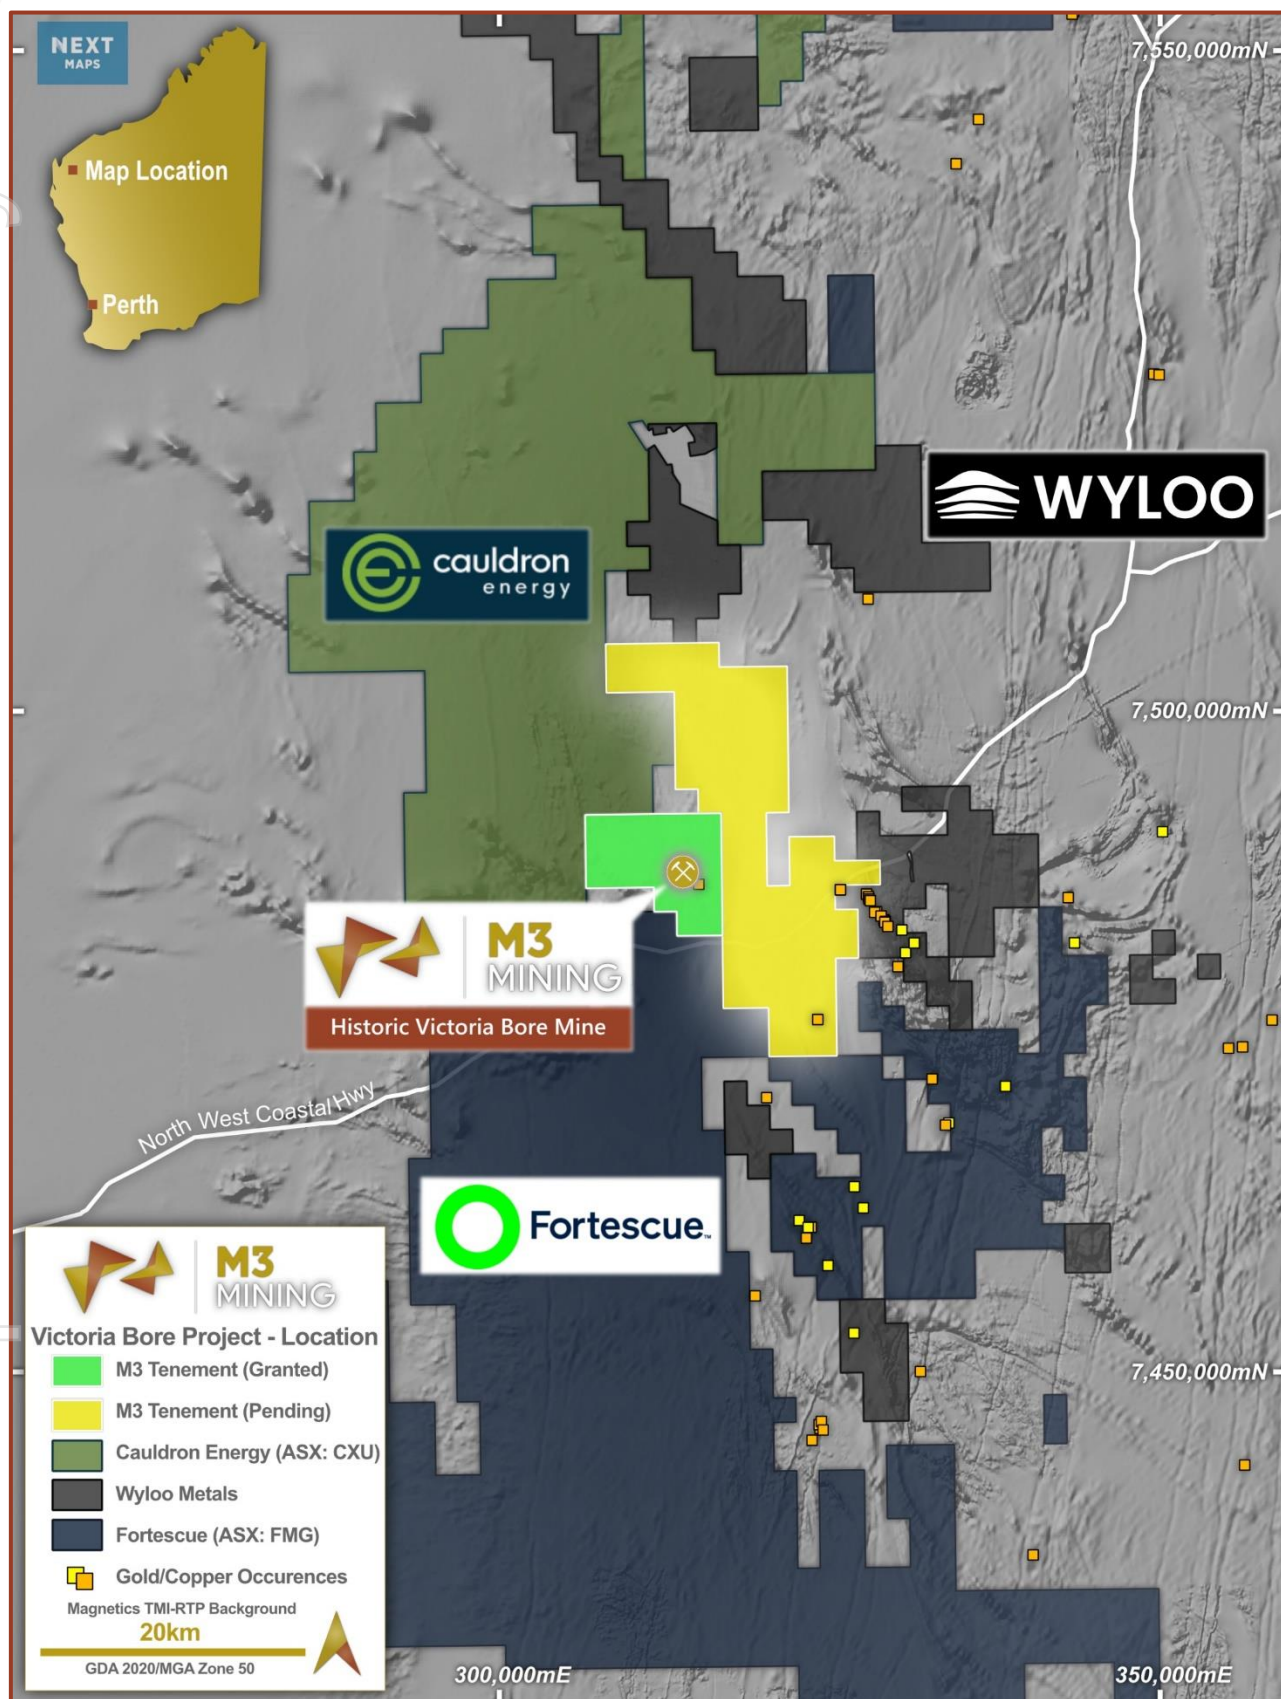 NEXT
MAPS
Map Location
Perth
7,550,000mN
WYLOO
cauldron
energy
7,500,000mN
M3
MINING
Historic Victoria Bore Mine
North West Coastal Hwy
Fortescue™
M3
MINING
Victoria Bore Project - Location
M3 Tenement (Granted)
M3 Tenement (Pending)
Cauldron Energy (ASX: CXU)
Wyloo Metals
Fortescue (ASX: FMG)
Gold/Copper Occurences
Magnetics TMI-RTP Background
20km
GDA 2020/MGA Zone 50
7,450,000mN
300,000mE
350,000mE